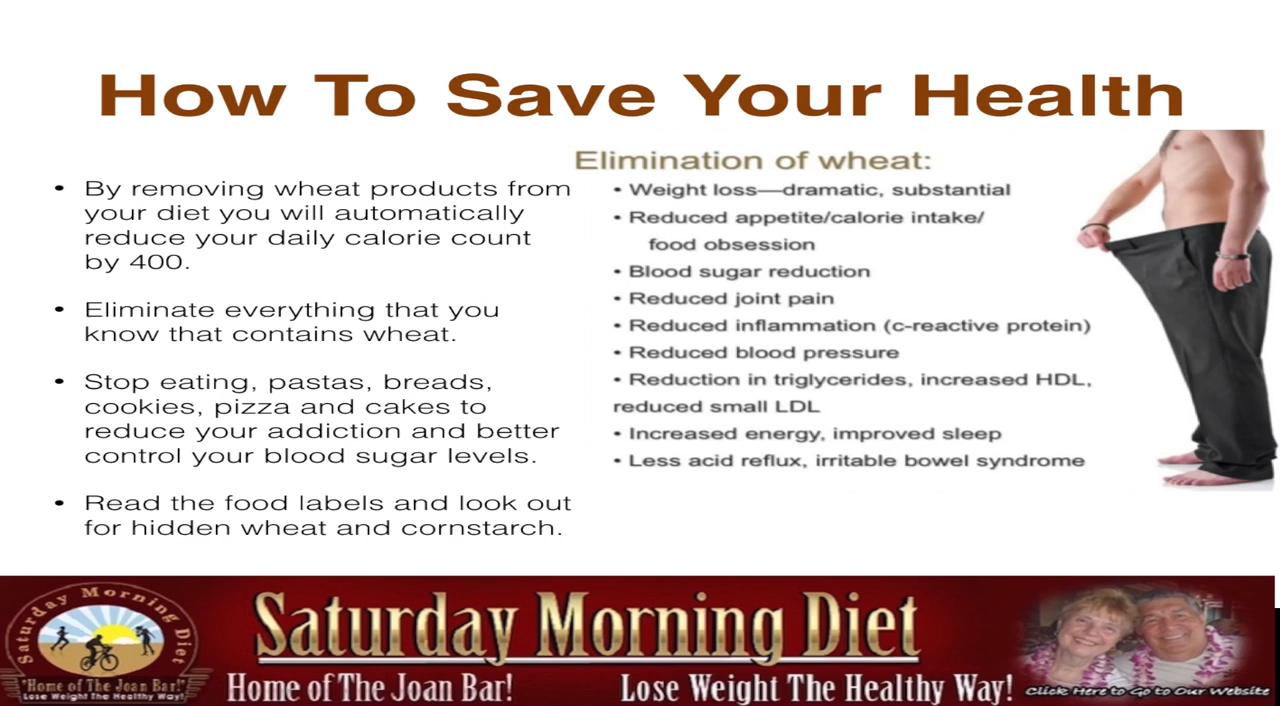 How To Save Your Health
• By removing wheat products from
your diet you will automatically
reduce your daily calorie count
by 400.
• Eliminate everything that you
know that contains wheat.
• Stop eating, pastas, breads,
cookies, pizza and cakes to
reduce your addiction and better
control your blood sugar levels.
• Read the food labels and look out
for hidden wheat and cornstarch.
Elimination of wheat:
• Weight loss—dramatic, substantial
• Reduced appetite/calorie intake/
food obsession
• Blood sugar reduction
• Reduced joint pain
• Reduced inflammation (c-reactive protein)
• Reduced blood pressure
• Reduction in triglycerides, increased HDL,
reduced small LDL
• Increased energy, improved sleep
• Less acid reflux, irritable bowel syndrome
Saturday Morning Diet
"Home of The Joan Bar!"
Lose Weight The Healthy Way!
Saturday Morning Diet
Home of The Joan Bar! Lose Weight The Healthy Way!
Click Here to Go to Our Website